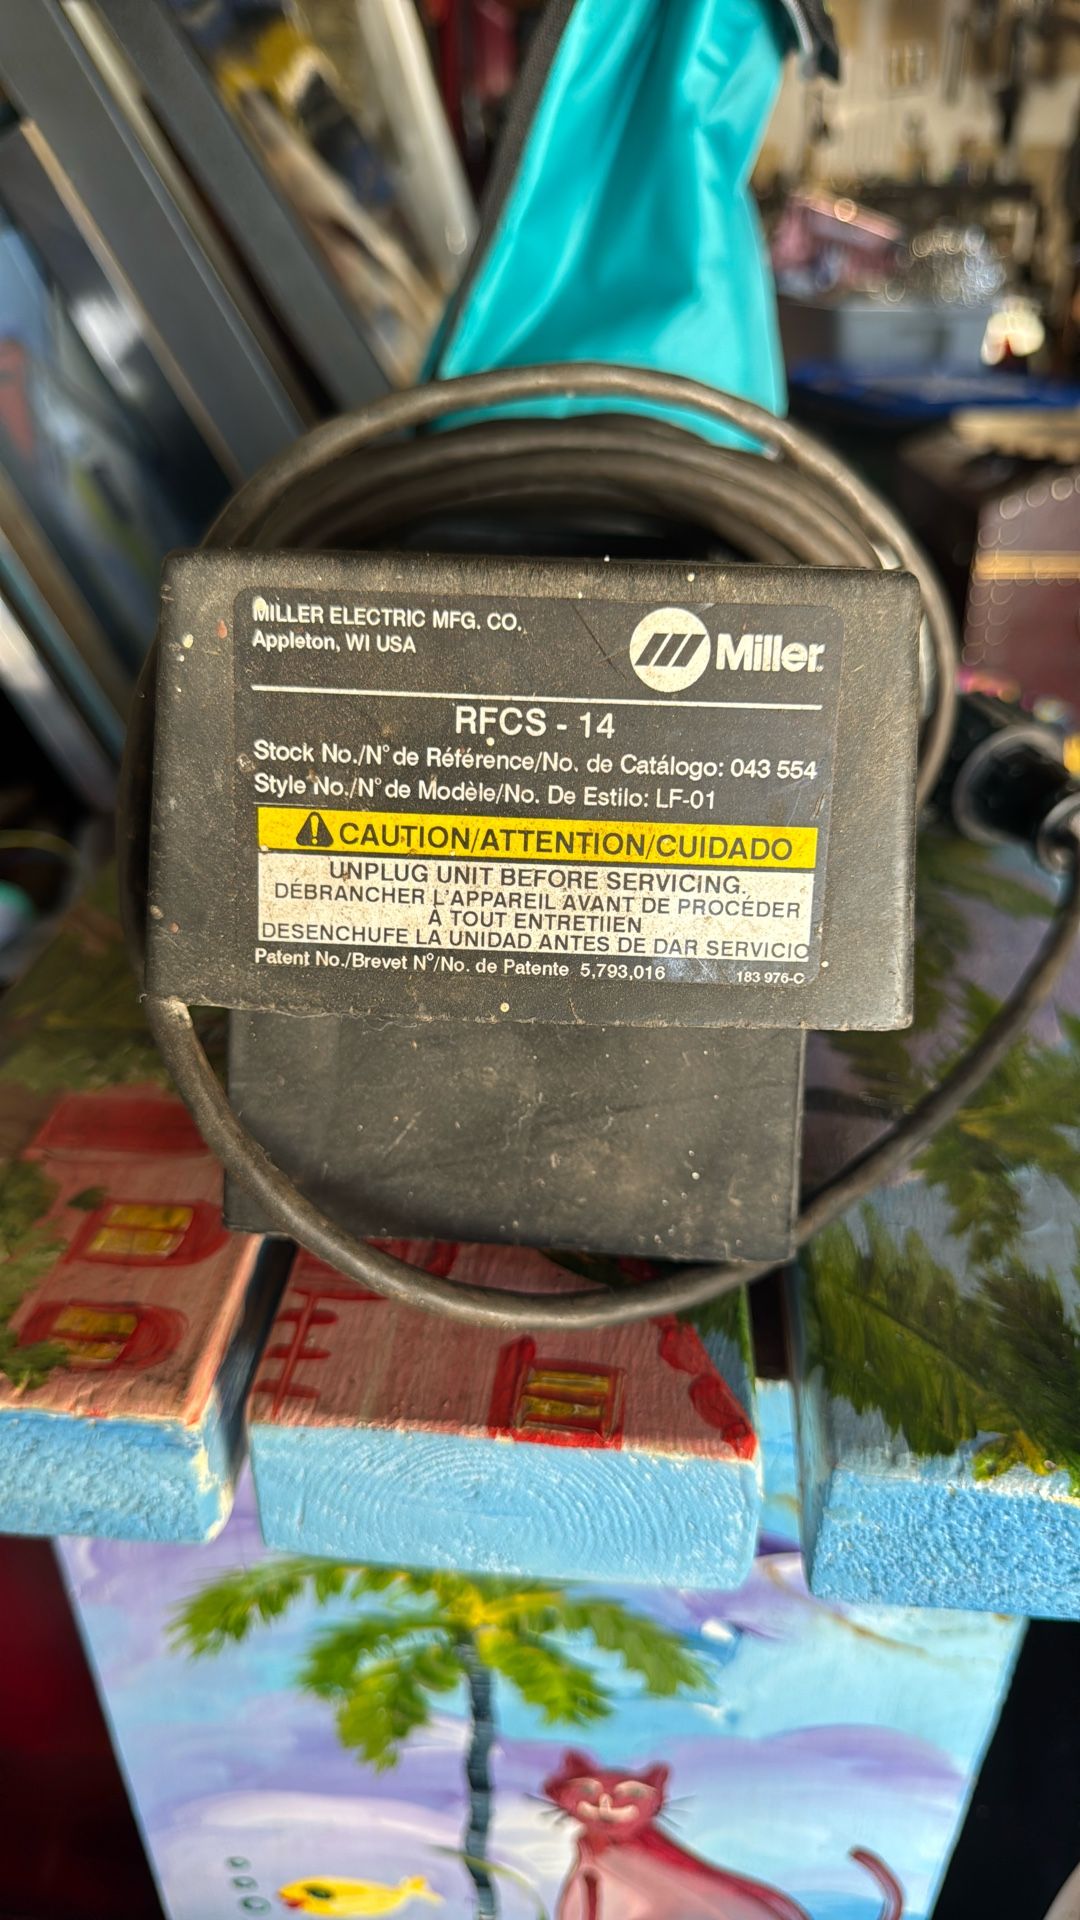 MILLER ELECTRIC MFG. CO.
Appleton, WI USA
Miller
RFCS - 14
Stock No./N° de Référence/No. de Catálogo: 043 554
Style No./N° de Modèle/No. De Estilo: LF-01
CAUTION/ATTENTION/CUIDADO
UNPLUG UNIT BEFORE SERVICING.
DÉBRANCHER L'APPAREIL AVANT DE PROCÉDER
À TOUT ENTRETIIEN
DESENCHUFE LA UNIDAD ANTES DE DAR SERVICIO
Patent No./Brevet N°/No. de Patente 5,793,016
183 976-C